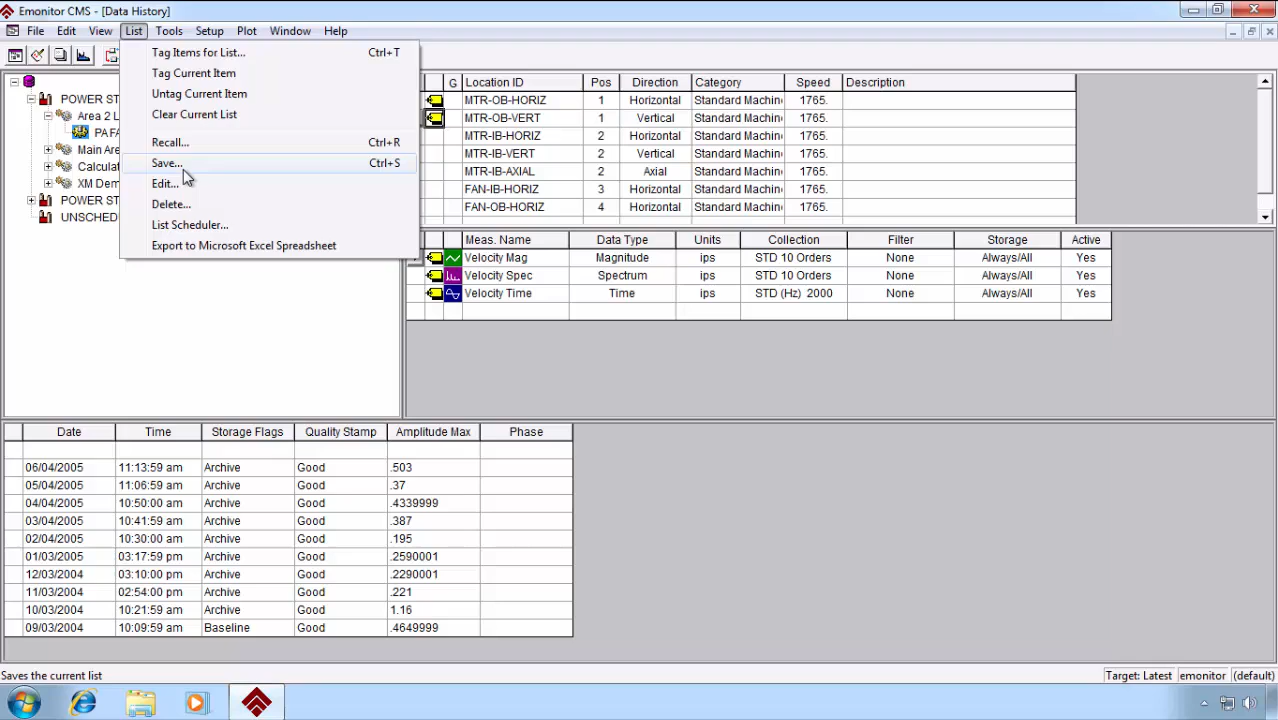 Emonitor CMS - [Data History]
File Edit View List Tools Setup Plot Window Help
Tag Items for List... Ctrl+T
Tag Current Item
Untag Current Item
Clear Current List
Recall... Ctrl+R
Save... Ctrl+S
Edit...
Delete...
List Scheduler...
Export to Microsoft Excel Spreadsheet
POWER ST
Area 2 L
PA FA
Main Are
Calculat
XM Dem
POWER ST
UNSCHED
G Location ID Pos Direction Category Speed Description
MTR-OB-HORIZ 1 Horizontal Standard Machin 1765.
MTR-OB-VERT 1 Vertical Standard Machin 1765.
MTR-IB-HORIZ 2 Horizontal Standard Machin 1765.
MTR-IB-VERT 2 Vertical Standard Machin 1765.
MTR-IB-AXIAL 2 Axial Standard Machin 1765.
FAN-IB-HORIZ 3 Horizontal Standard Machin 1765.
FAN-OB-HORIZ 4 Horizontal Standard Machin 1765.
Meas. Name Data Type Units Collection Filter Storage Active
Velocity Mag Magnitude ips STD 10 Orders None Always/All Yes
Velocity Spec Spectrum ips STD 10 Orders None Always/All Yes
Velocity Time Time ips STD (Hz) 2000 None Always/All Yes
Date Time Storage Flags Quality Stamp Amplitude Max Phase
06/04/2005 11:13:59 am Archive Good .503
05/04/2005 11:06:59 am Archive Good .37
04/04/2005 10:50:00 am Archive Good .4339999
03/04/2005 10:41:59 am Archive Good .387
02/04/2005 10:30:00 am Archive Good .195
01/03/2005 03:17:59 pm Archive Good .2590001
12/03/2004 03:10:00 pm Archive Good .2290001
11/03/2004 02:54:00 pm Archive Good .221
10/03/2004 10:21:59 am Archive Good 1.16
09/03/2004 10:09:59 am Baseline Good .4649999
Saves the current list
Target: Latest emonitor (default)